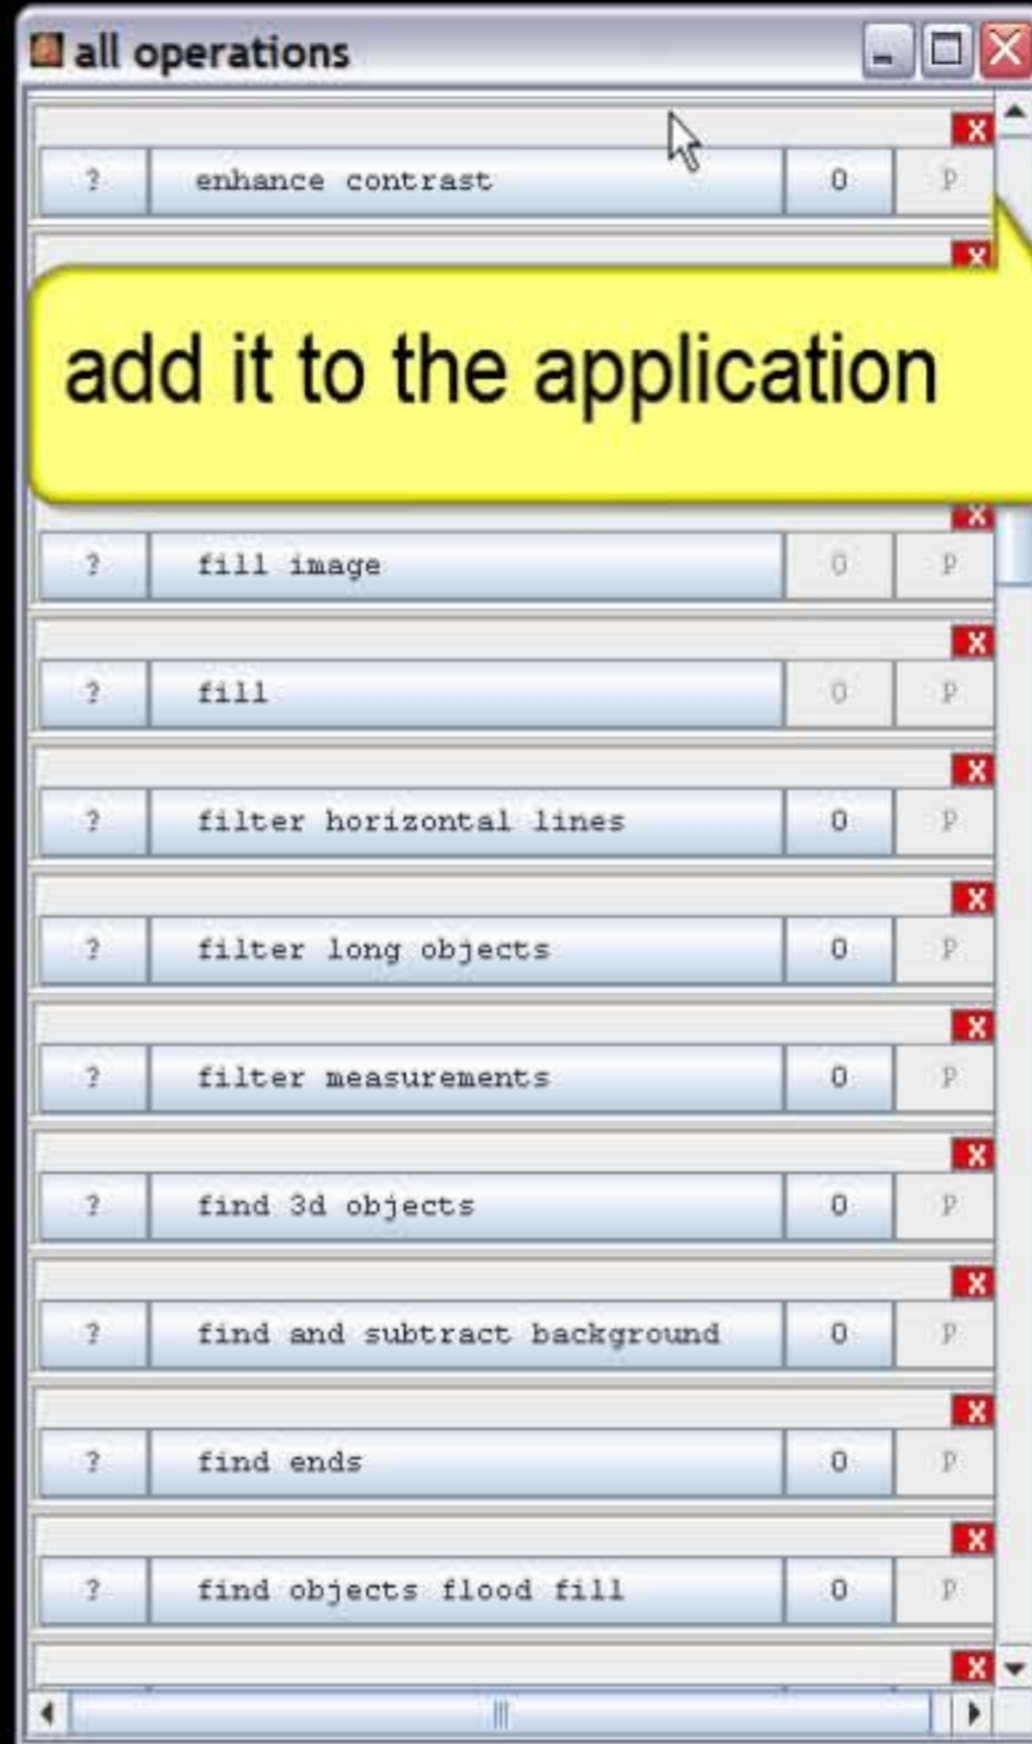 all operations
X
? enhance contrast 0 P
X
add it to the application
X
? fill image 0 P
X
? fill 0 P
X
? filter horizontal lines 0 P
X
? filter long objects 0 P
X
? filter measurements 0 P
X
? find 3d objects 0 P
X
? find and subtract background 0 P
X
? find ends 0 P
X
? find objects flood fill 0 P
X